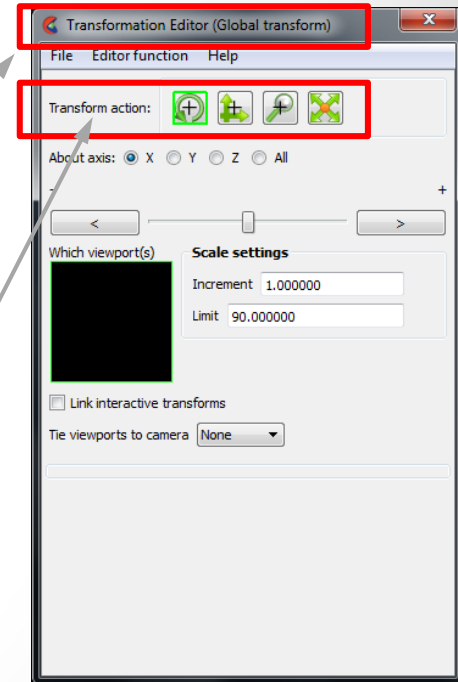 Transformation Editor (Global transform)
File Editor function Help
Transform action:
About axis: X Y Z All
- +
< >
Which viewport(s) Scale settings
Increment 1.000000
Limit 90.000000
Link interactive transforms
Tie viewports to camera None